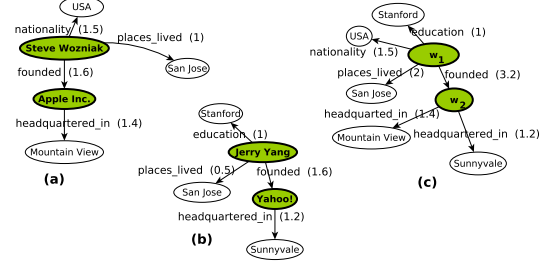 USA
nationality (1.5)
Steve Wozniak
places_lived (1)
San Jose
founded (1.6)
Apple Inc.
headquartered_in (1.4)
Mountain View
(a)
Stanford
education (1)
Jerry Yang
places_lived (0.5)
founded (1.6)
San Jose
Yahoo!
headquartered_in (1.2)
Sunnyvale
(b)
Stanford
education (1)
USA
nationality (1.5)
w1
places_lived (2)
founded (3.2)
San Jose
w2
headquarted_in (1.4)
Mountain View
headquartered_in (1.2)
Sunnyvale
(c)